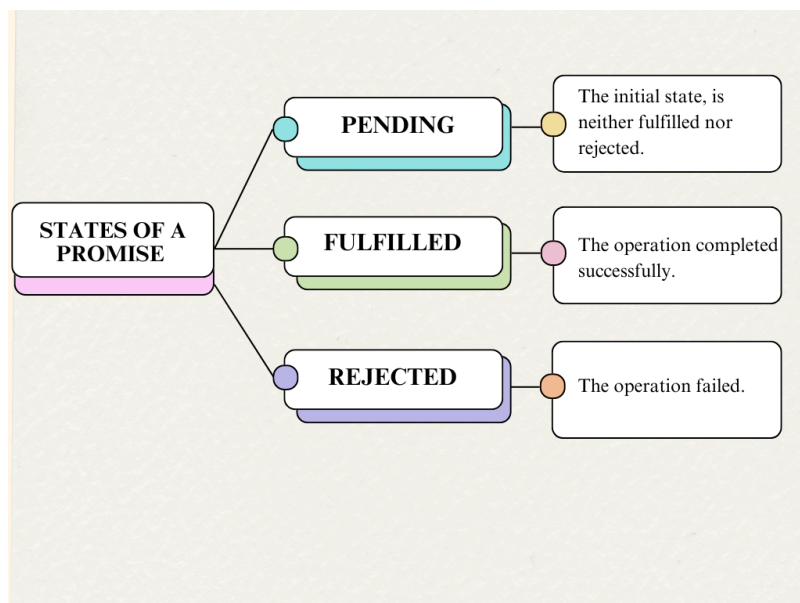 STATES OF A
PROMISE
PENDING
The initial state, is
neither fulfilled nor
rejected.
FULFILLED
The operation completed
successfully.
REJECTED
The operation failed.